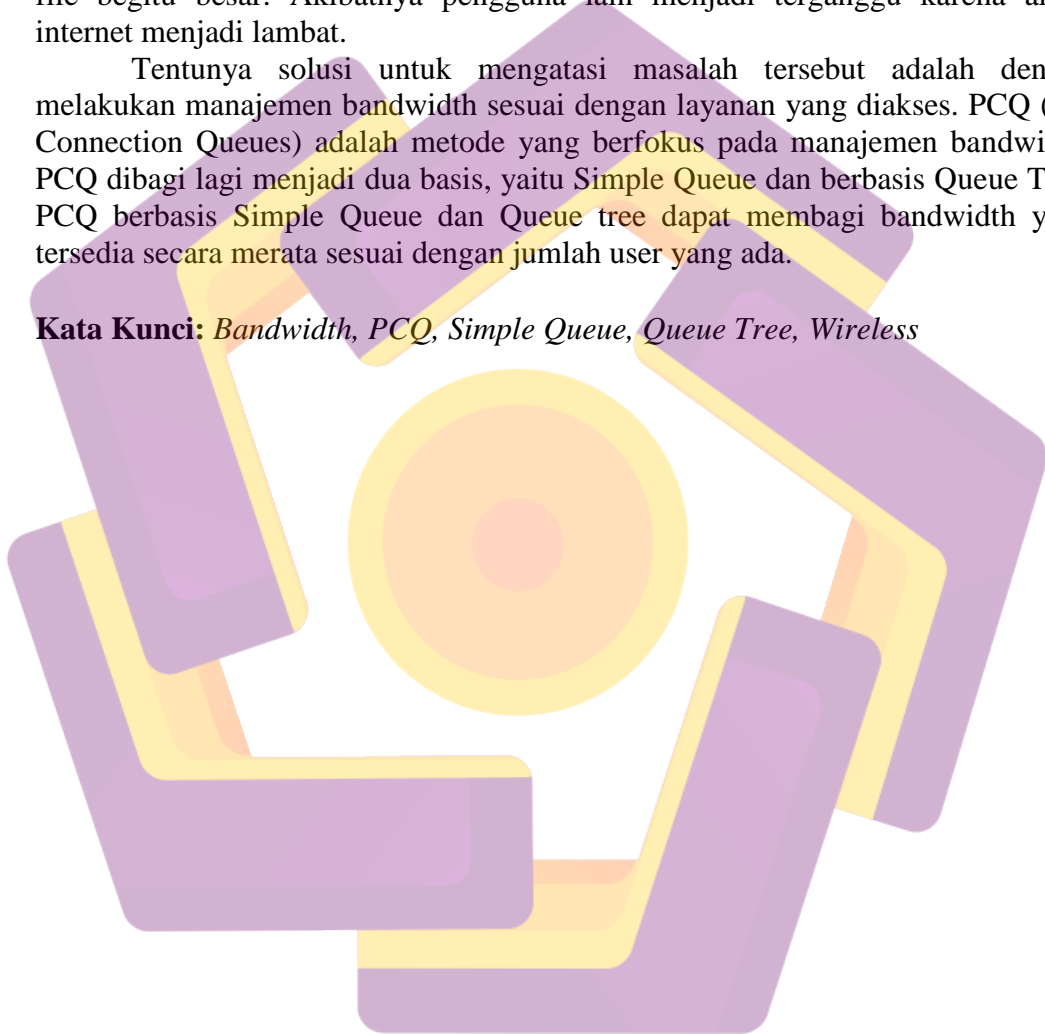 file begitu besar. Akibatnya pengguna lain menjadi terganggu karena
internet menjadi lambat.
Tentunya solusi untuk mengatasi masalah tersebut adalah
melakukan manajemen bandwidth sesuai dengan layanan yang diakses. PCQ (
Connection Queues) adalah metode yang berfokus pada manajemen
PCQ dibagi lagi menjadi dua basis, yaitu Simple Queue dan berbasis Queue
PCQ berbasis Simple Queue dan Queue tree dapat membagi bandwidth
tersedia secara merata sesuai dengan jumlah user yang ada.
Kata Kunci: Bandwidth, PCQ, Simple Queue, Queue Tree, Wireless